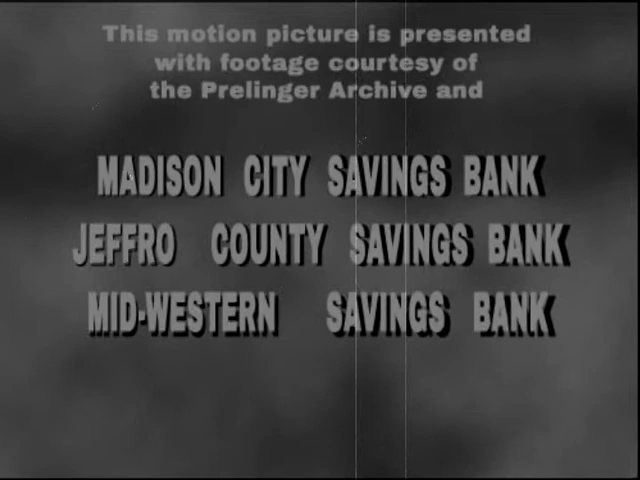 This motion picture is presented
with footage courtesy of
the Prelinger Archive and
MADISON CITY SAVINGS BANK
JEFFRO COUNTY SAVINGS BANK
MID-WESTERN SAVINGS BANK